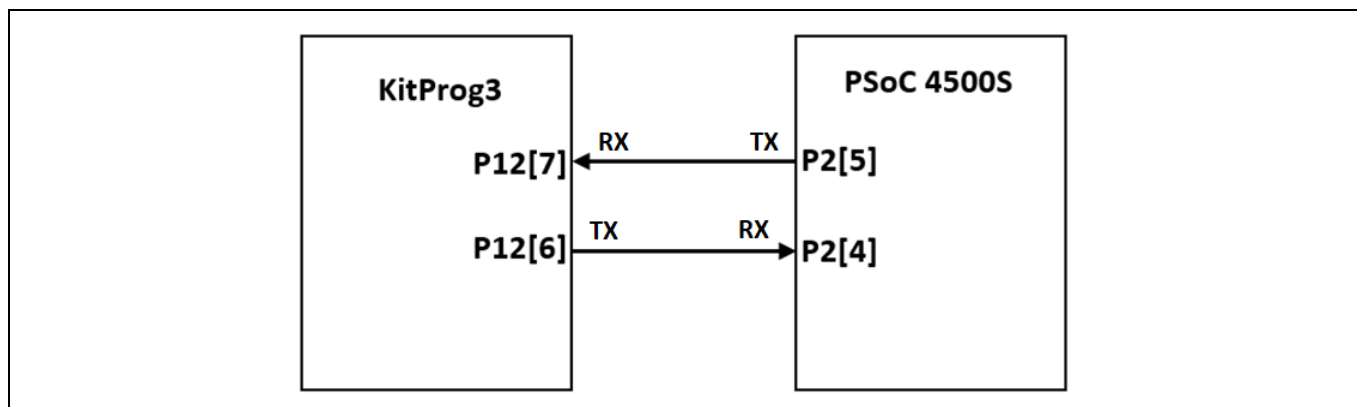 KitProg3
PSoC 4500S
P12[7] RX TX P2[5]
P12[6] TX RX P2[4]